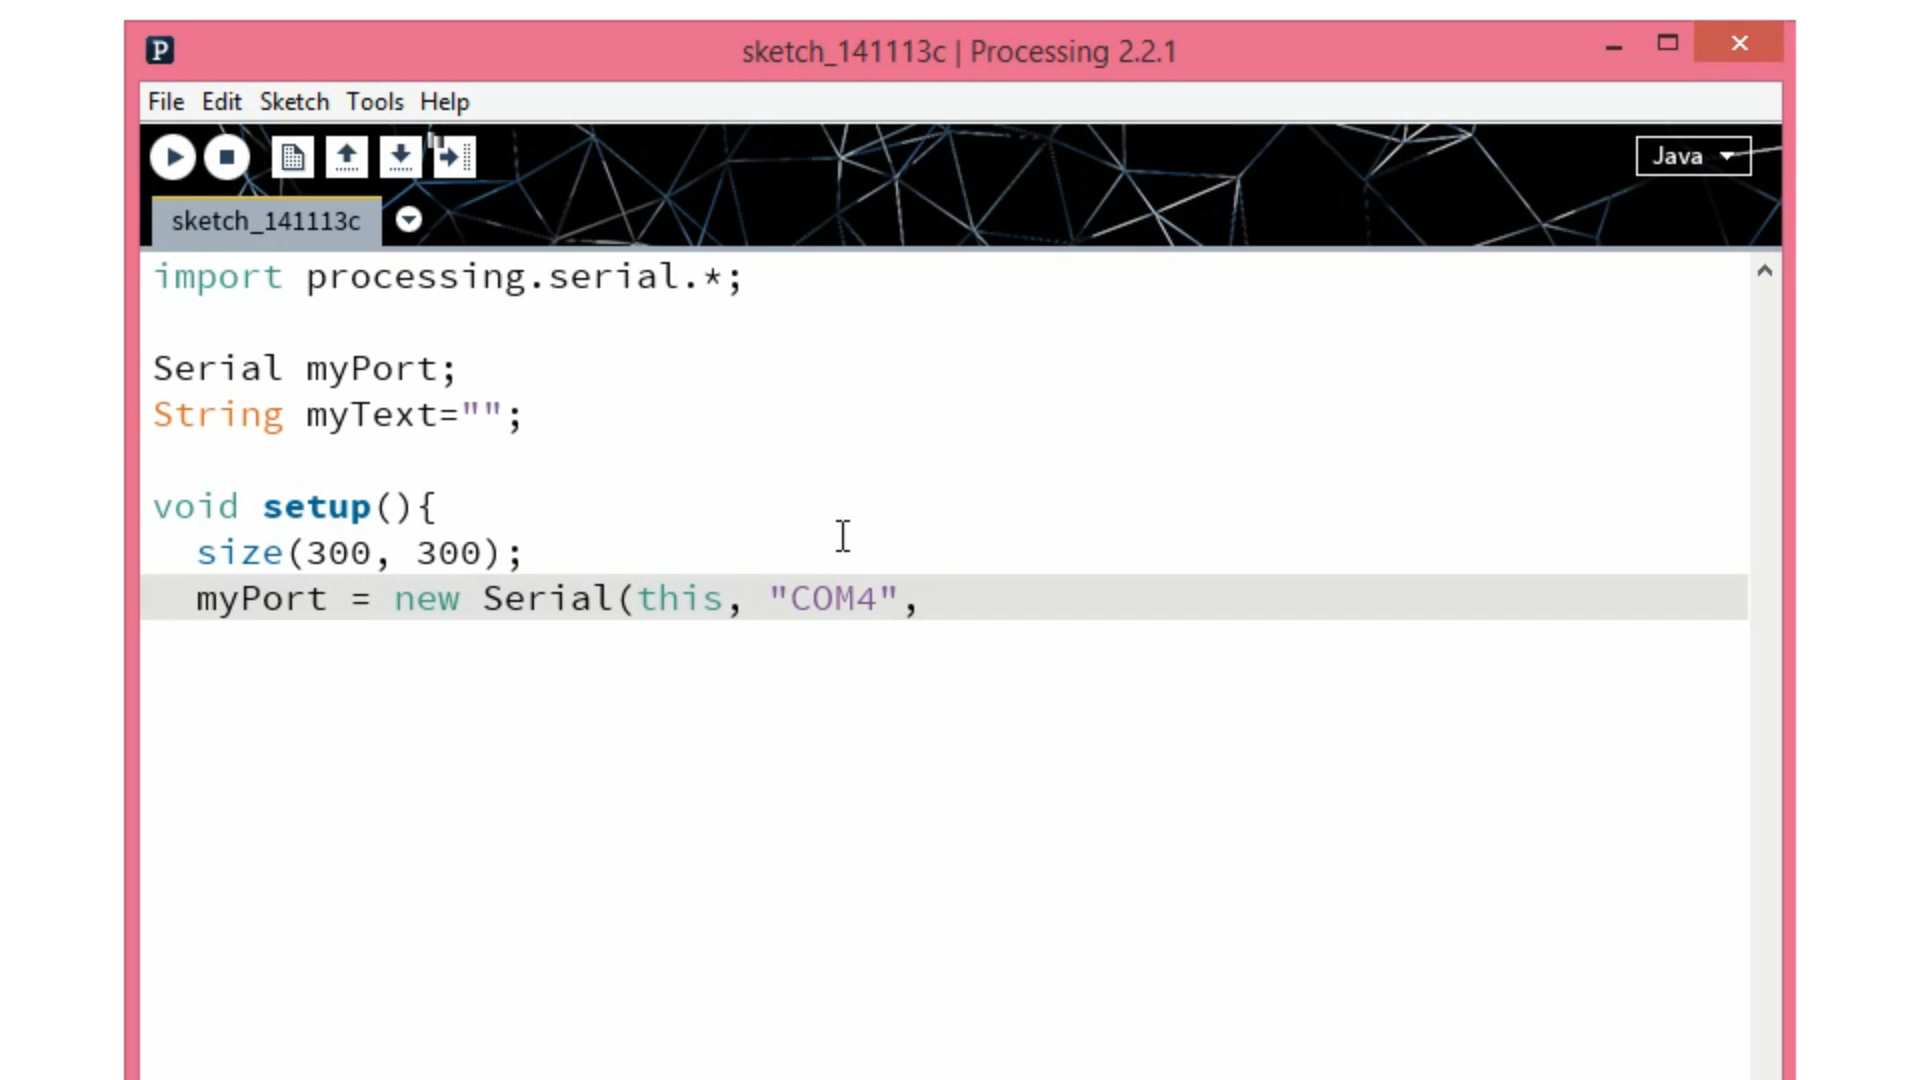 P
sketch_141113c | Processing 2.2.1
File Edit Sketch Tools Help
Java
sketch_141113c
import processing.serial.*;
Serial myPort;
String myText="";
void setup(){
size(300, 300);
myPort = new Serial(this, "COM4",